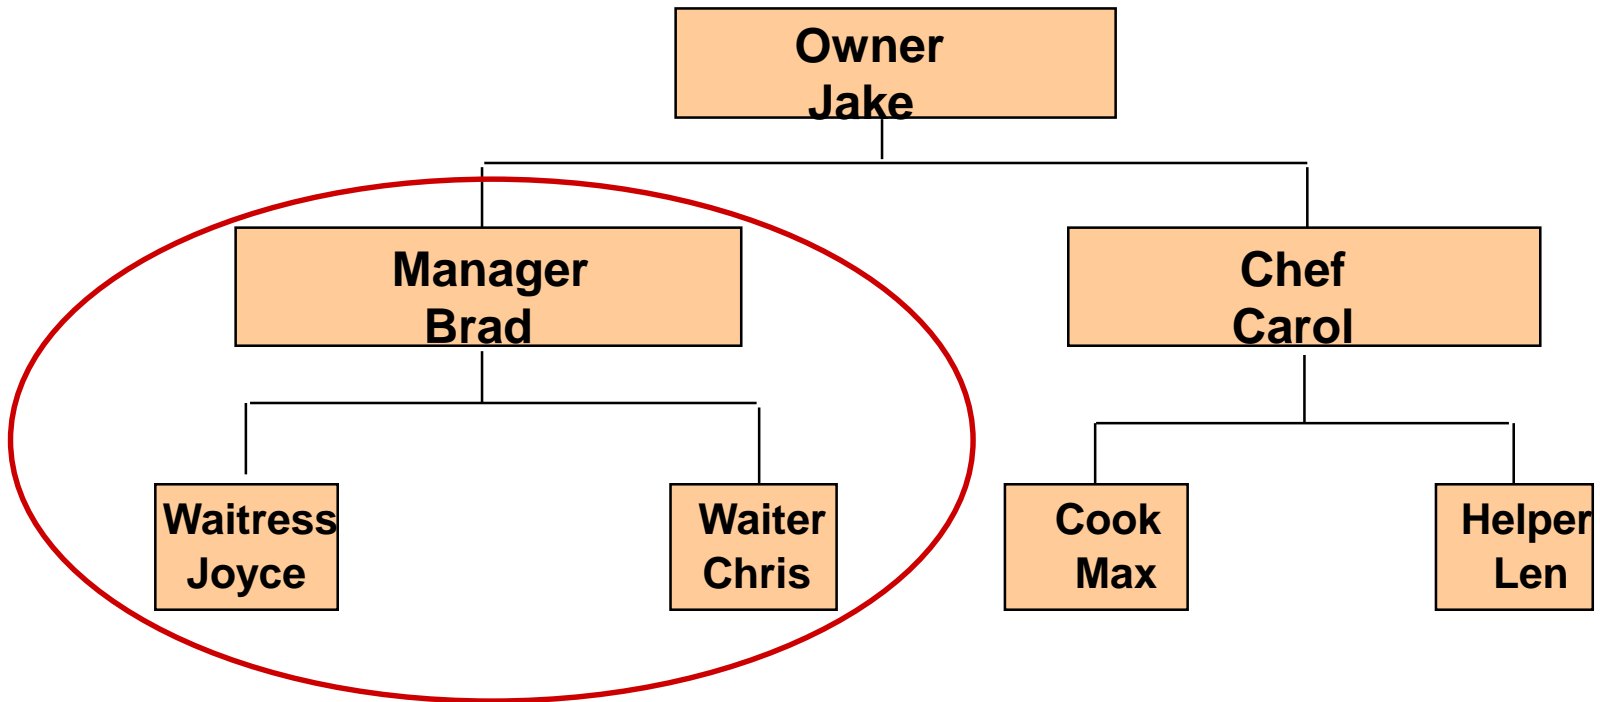 Owner
Jake
Manager
Brad
Chef
Carol
Waitress
Joyce
Waiter
Chris
Cook
Max
Helper
Len